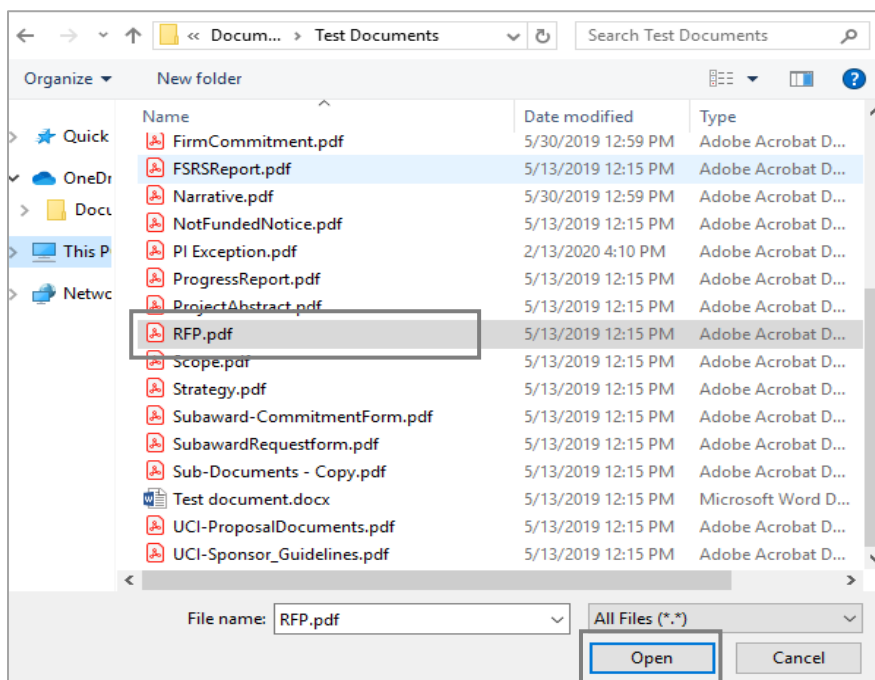 « Docum... > Test Documents Search Test Documents
Organize New folder ?
Name Date modified Type
Quick
OneDr
Docu
This P
Netwo
FirmCommitment.pdf 5/30/2019 12:59 PM Adobe Acrobat D...
FSRSReport.pdf 5/13/2019 12:15 PM Adobe Acrobat D...
Narrative.pdf 5/30/2019 12:59 PM Adobe Acrobat D...
NotFundedNotice.pdf 5/13/2019 12:15 PM Adobe Acrobat D...
PI Exception.pdf 2/13/2020 4:10 PM Adobe Acrobat D...
ProgressReport.pdf 5/13/2019 12:15 PM Adobe Acrobat D...
ProjectAbstract.pdf 5/13/2019 12:15 PM Adobe Acrobat D...
RFP.pdf 5/13/2019 12:15 PM Adobe Acrobat D...
Scope.pdf 5/13/2019 12:15 PM Adobe Acrobat D...
Strategy.pdf 5/13/2019 12:15 PM Adobe Acrobat D...
Subaward-CommitmentForm.pdf 5/13/2019 12:15 PM Adobe Acrobat D...
SubawardRequestform.pdf 5/13/2019 12:15 PM Adobe Acrobat D...
Sub-Documents - Copy.pdf 5/13/2019 12:15 PM Adobe Acrobat D...
Test document.docx 5/13/2019 12:15 PM Microsoft Word D...
UCI-ProposalDocuments.pdf 5/13/2019 12:15 PM Adobe Acrobat D...
UCI-Sponsor_Guidelines.pdf 5/13/2019 12:15 PM Adobe Acrobat D...
File name: RFP.pdf All Files (*.*)
Open Cancel